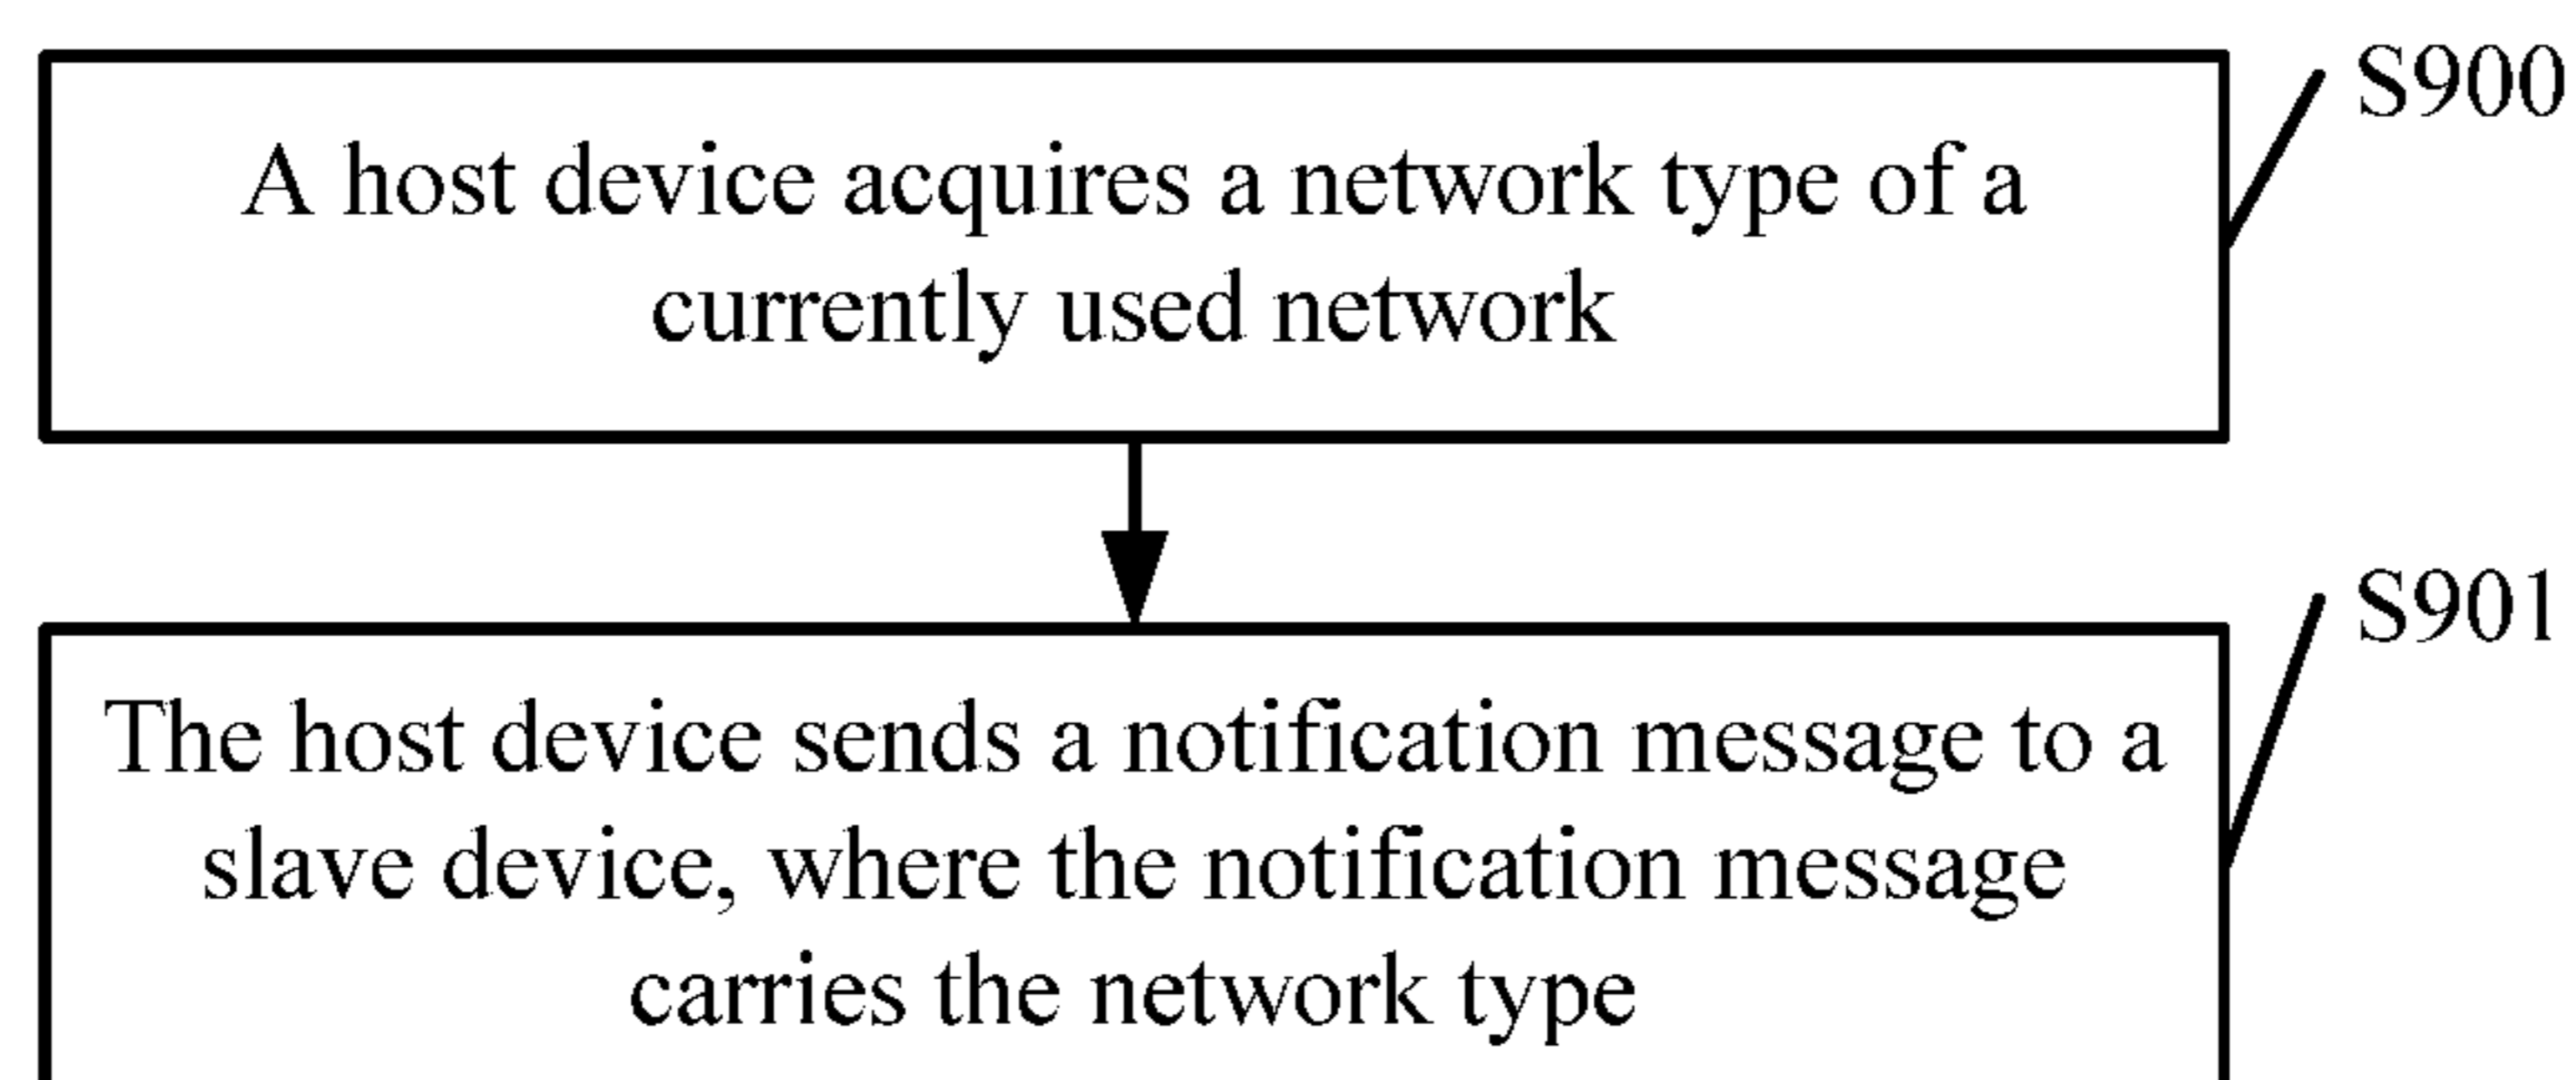 S900
A host device acquires a network type of a
currently used network
S901
The host device sends a notification message to a
slave device, where the notification message
carries the network type